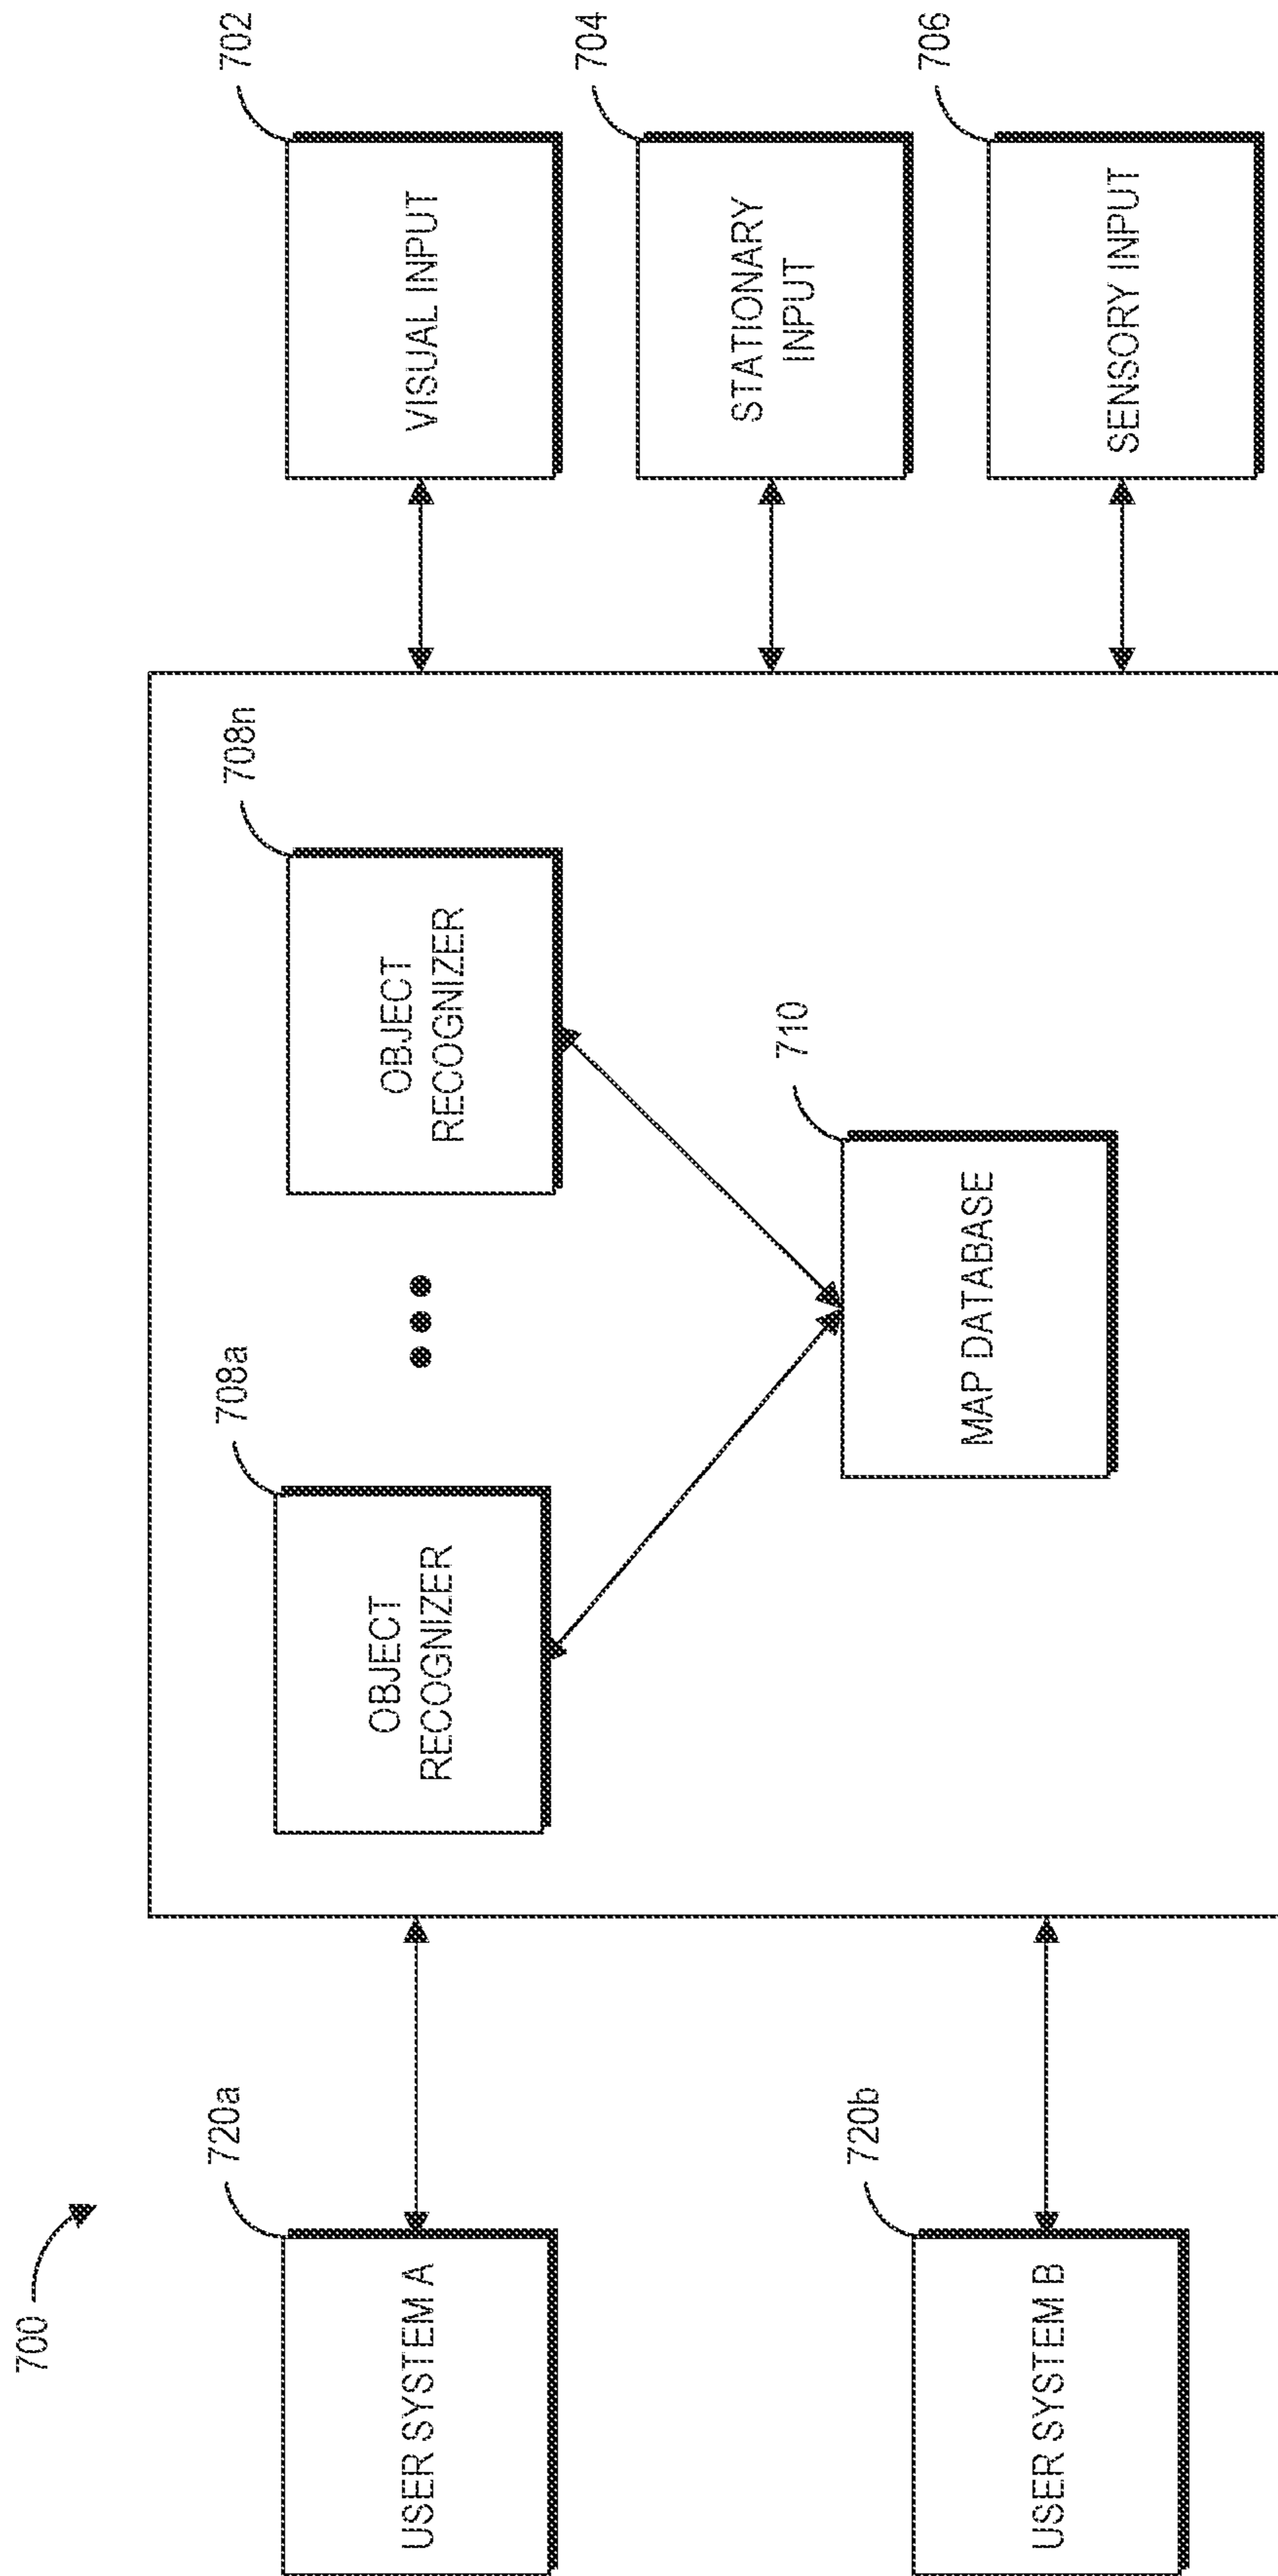 700
720a
USER SYSTEM A
720b
USER SYSTEM B
708a
OBJECT
RECOGNIZER
708n
OBJECT
RECOGNIZER
710
MAP DATABASE
702
VISUAL INPUT
704
STATIONARY
INPUT
706
SENSORY INPUT